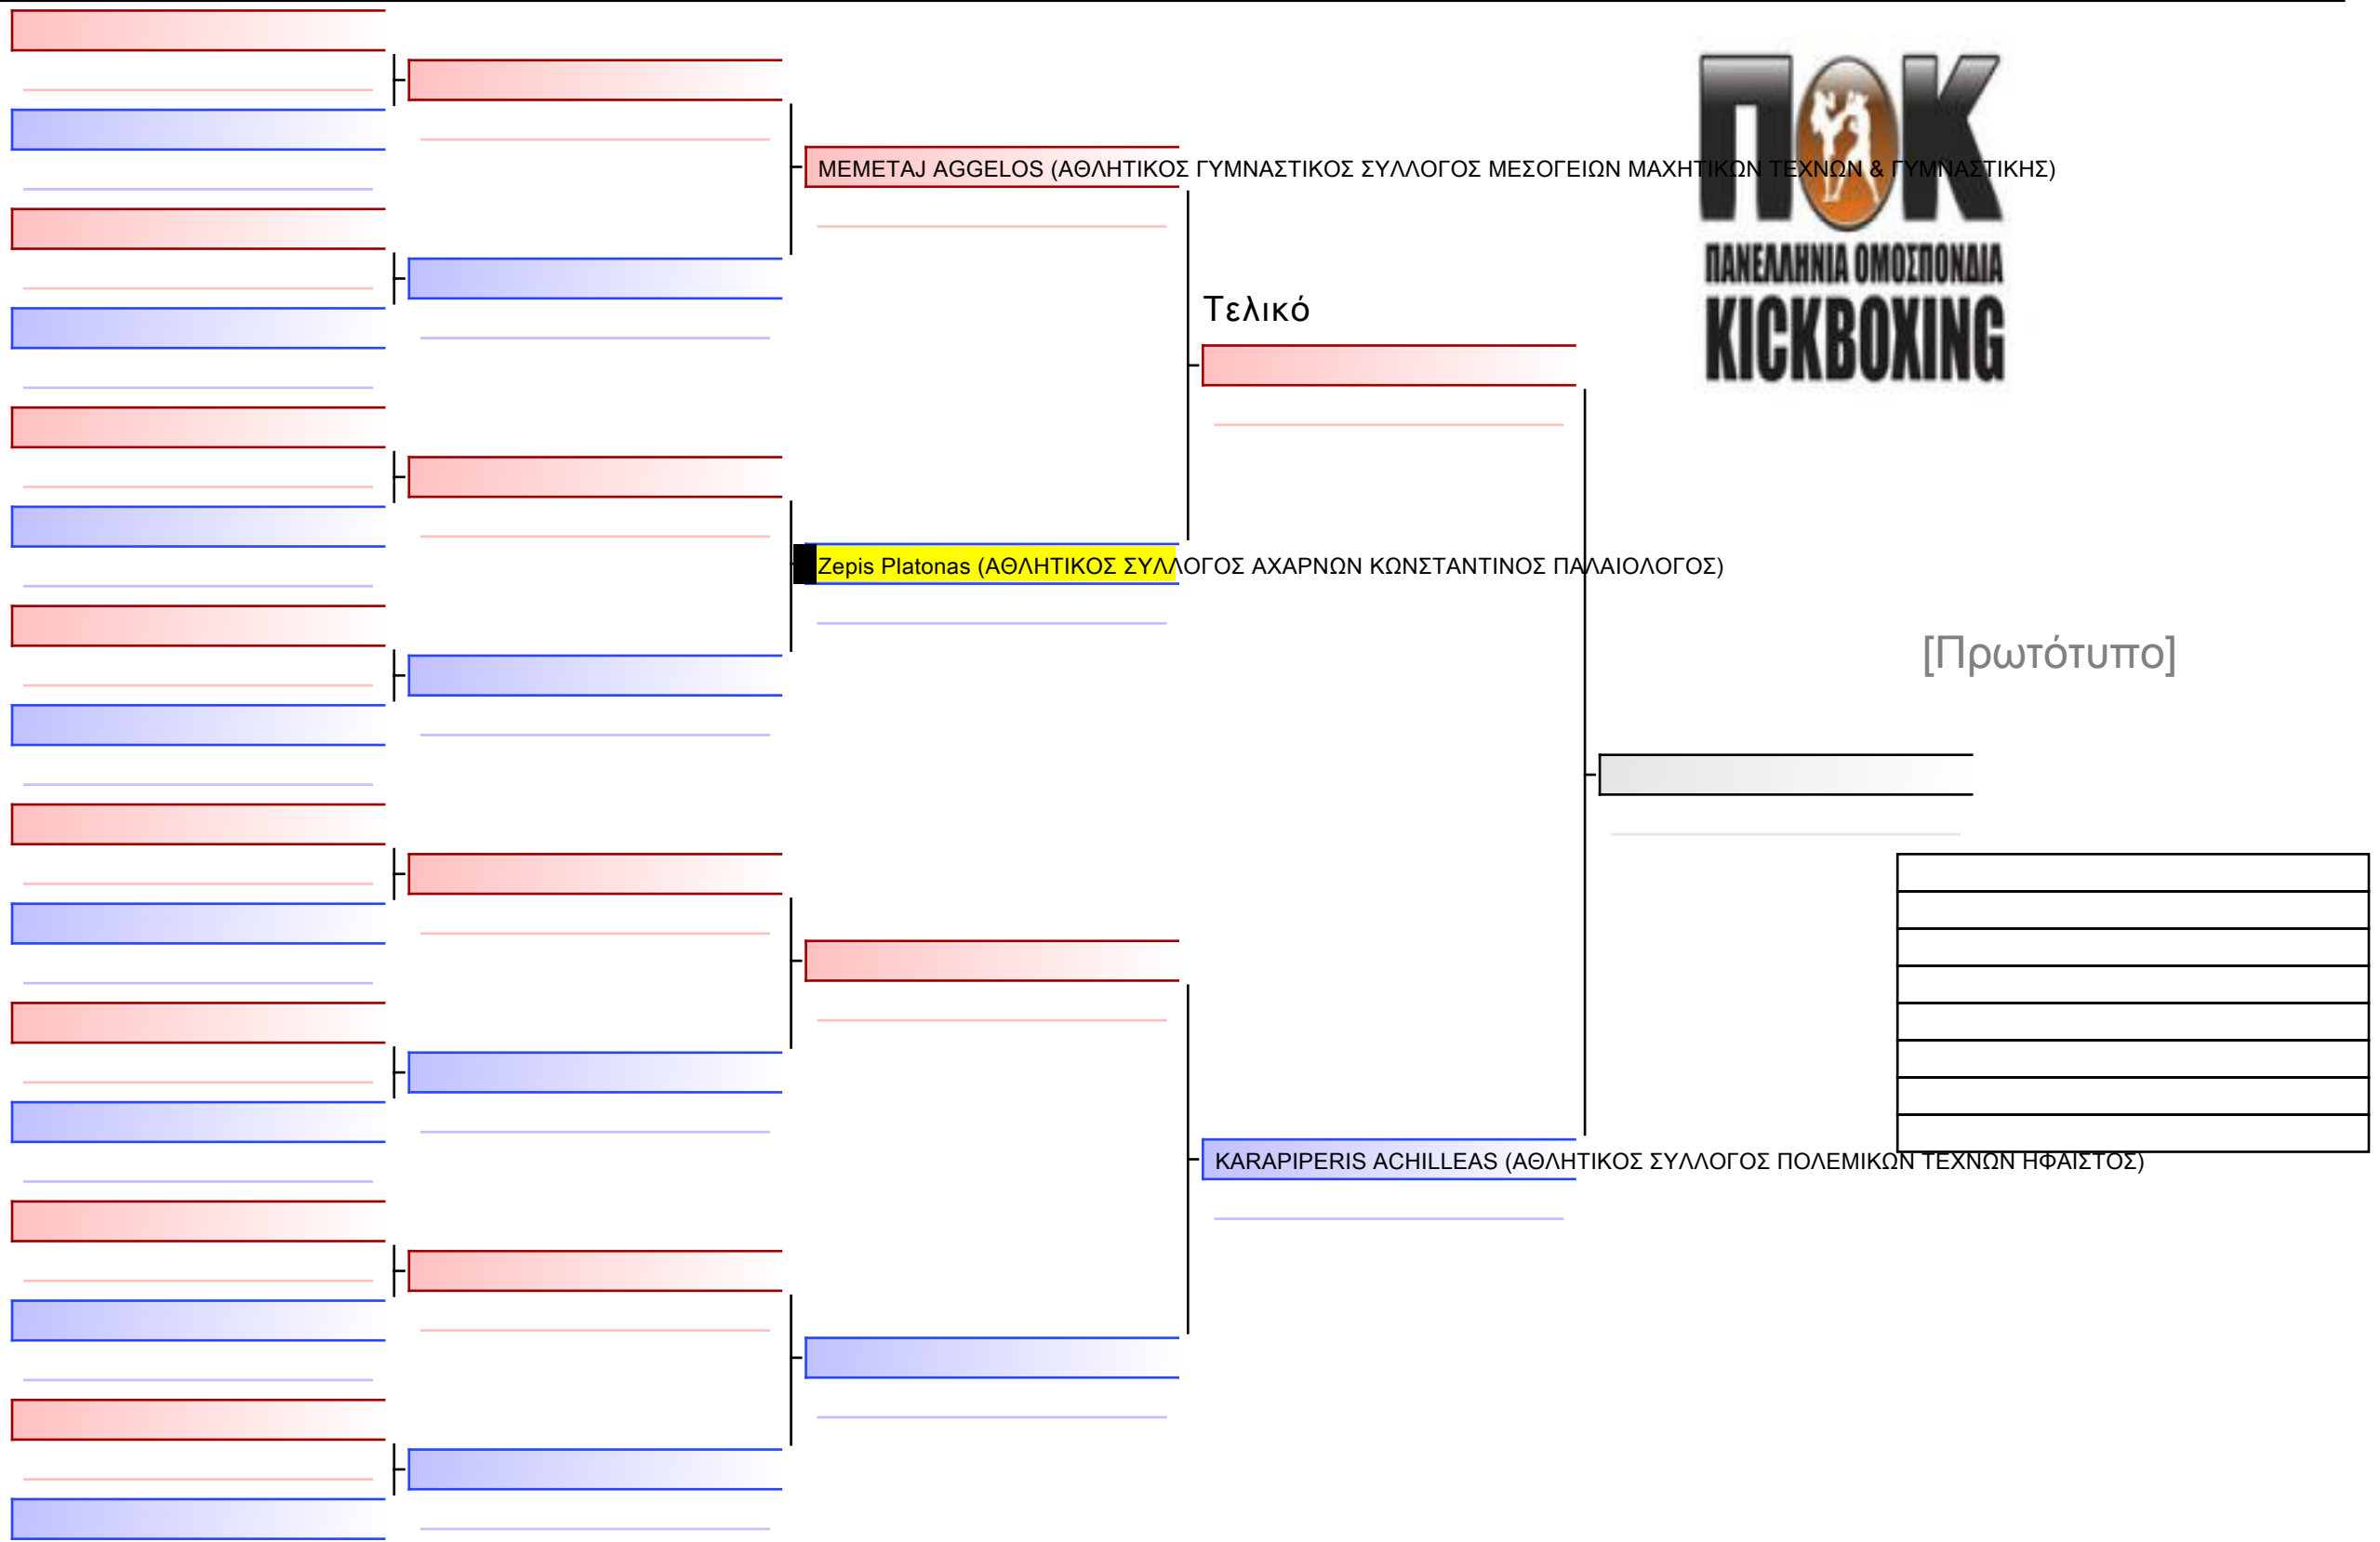 ΠΟΚ
MEMETAJ AGGELOS (ΑΘΛΗΤΙΚΟΣ ΓΥΜΝΑΣΤΙΚΟΣ ΣΥΛΛΟΓΟΣ ΜΕΣΟΓΕΙΩΝ ΜΑΧΗΤΙΚΩΝ ΤΕΧΝΩΝ & ΓΥΜΝΑΣΤΙΚΗΣ)
ΠΑΝΕΛΛΗΝΙΑ ΟΜΟΣΠΟΝΔΙΑ
KICKBOXING
Τελικό
Zepis Platonas (ΑΘΛΗΤΙΚΟΣ ΣΥΛΛΟΓΟΣ ΑΧΑΡΝΩΝ ΚΩΝΣΤΑΝΤΙΝΟΣ ΠΑΛΑΙΟΛΟΓΟΣ)
[Πρωτότυπο]
KARAPIPERIS ACHILLEAS (ΑΘΛΗΤΙΚΟΣ ΣΥΛΛΟΓΟΣ ΠΟΛΕΜΙΚΩΝ ΤΕΧΝΩΝ ΗΦΑΙΣΤΟΣ)